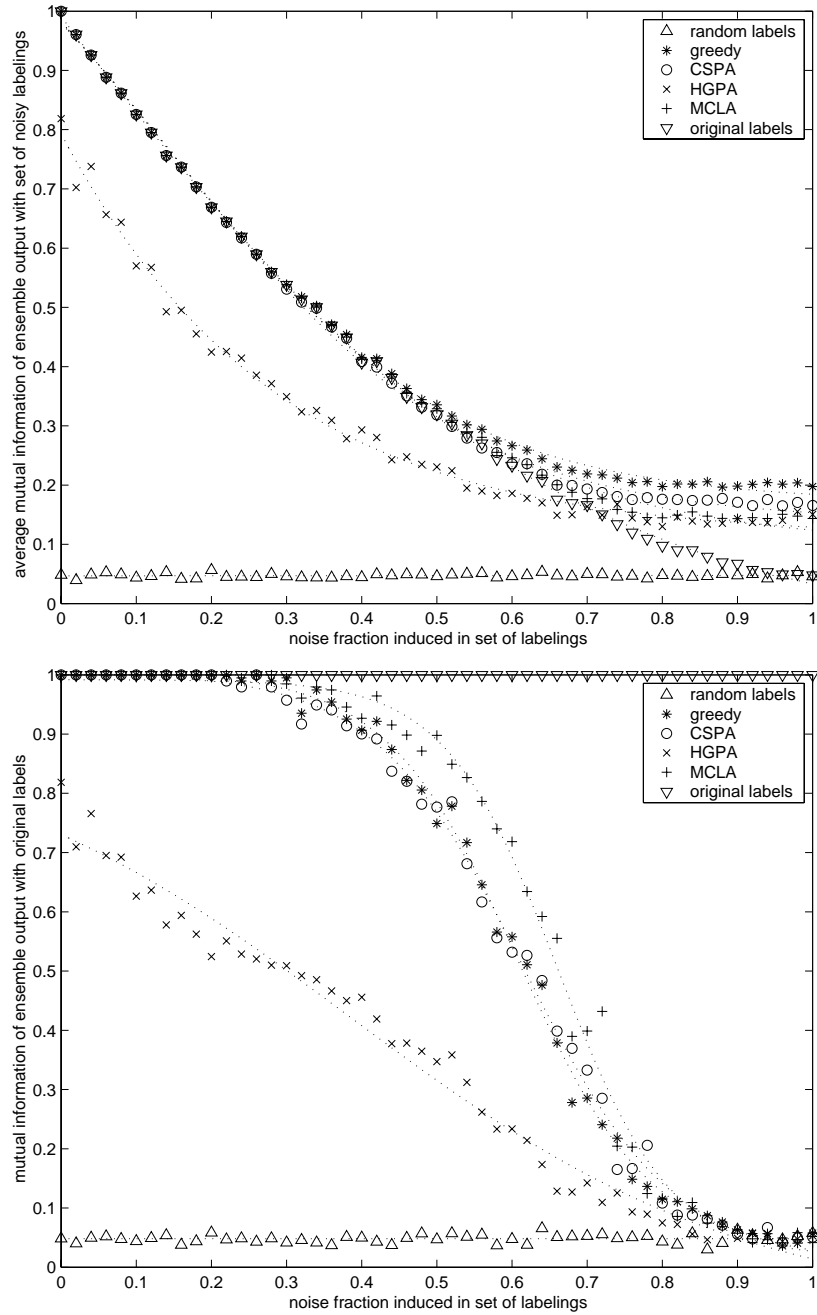 average mutual information of ensemble output with set of noisy labelings
1
0.9
0.8
0.7
0.6
0.5
0.4
0.3
0.2
0.1
0
random labels
greedy
CSPA
HGPA
MCLA
original labels
0 0.1 0.2 0.3 0.4 0.5 0.6 0.7 0.8 0.9 1
noise fraction induced in set of labelings
mutual information of ensemble output with original labels
1
0.9
0.8
0.7
0.6
0.5
0.4
0.3
0.2
0.1
0
random labels
greedy
CSPA
HGPA
MCLA
original labels
0 0.1 0.2 0.3 0.4 0.5 0.6 0.7 0.8 0.9 1
noise fraction induced in set of labelings